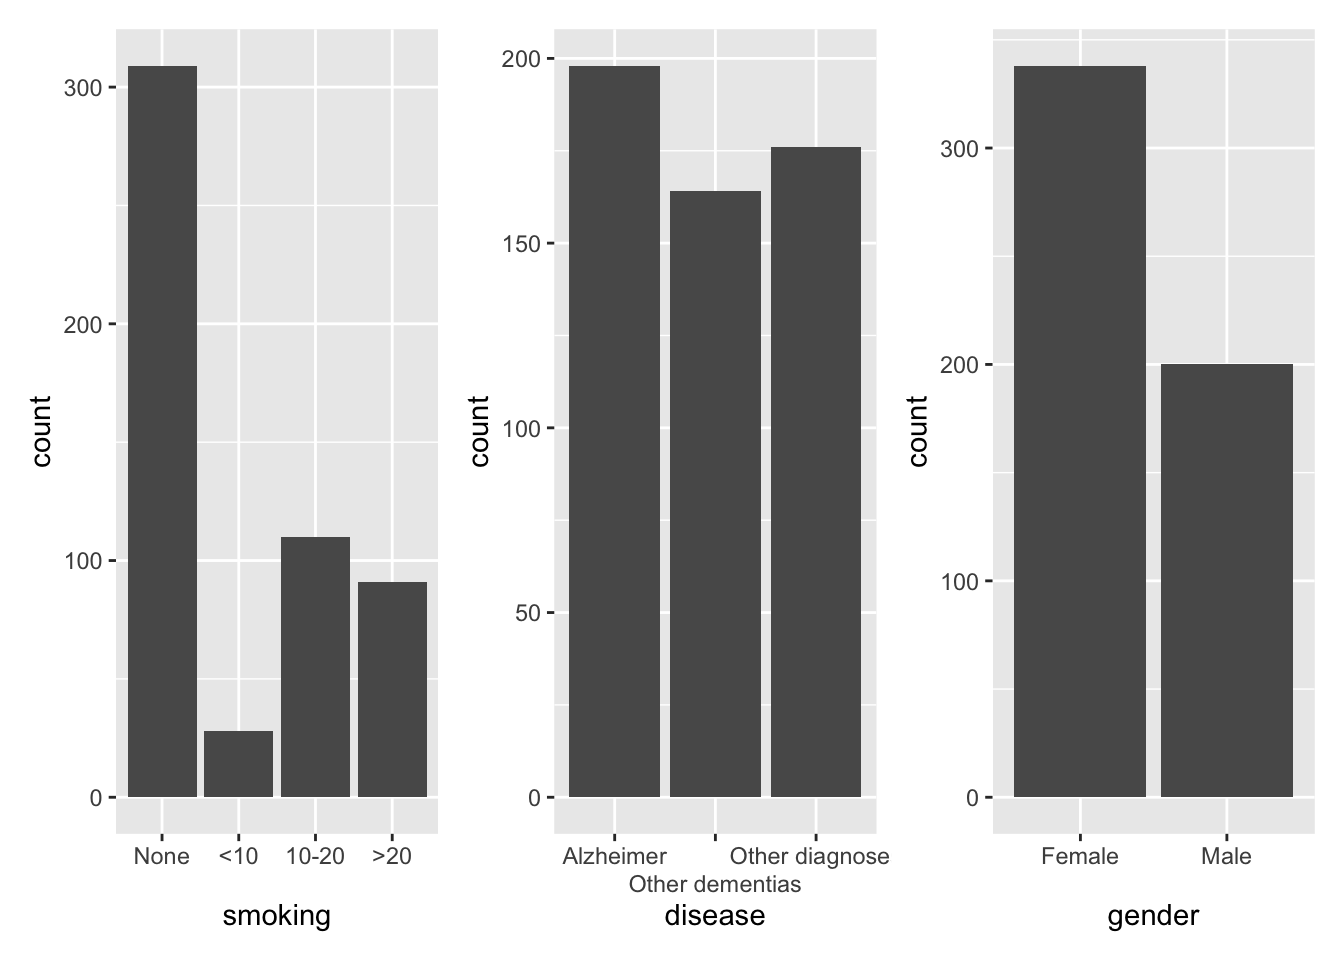 300
200
100
0
count
None <10 10-20 >20
smoking
200
150
100
50
0
count
Alzheimer Other diagnose
Other dementias
disease
300
200
100
0
count
Female Male
gender